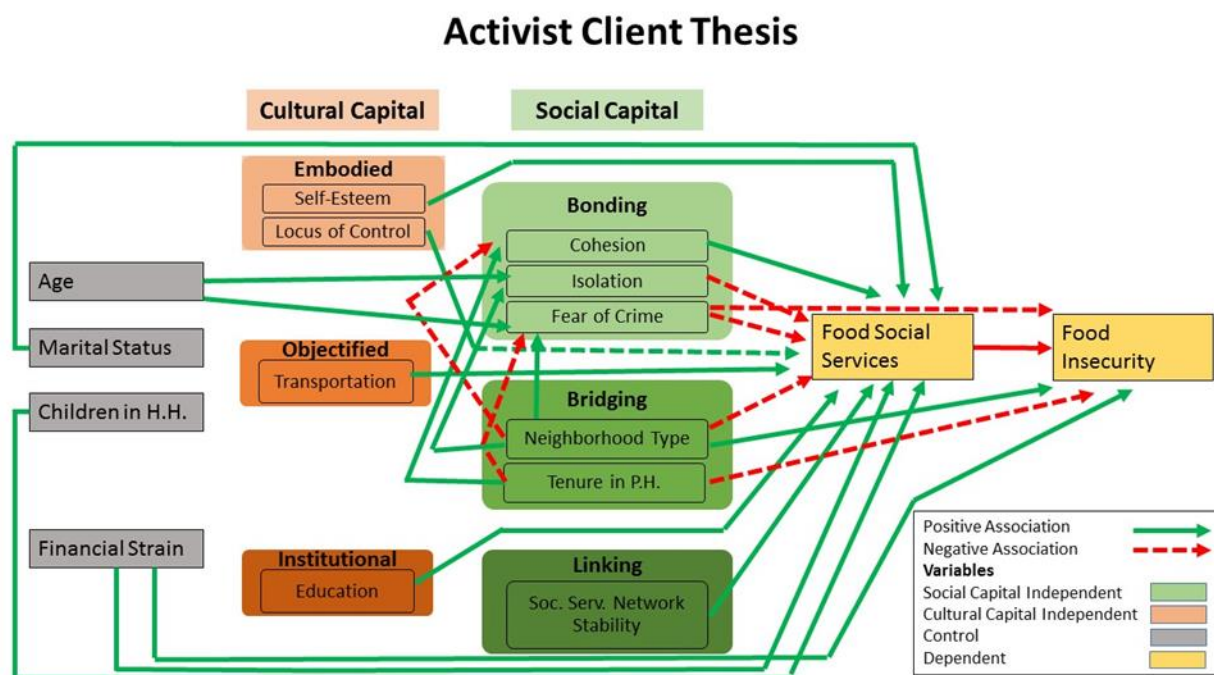 Activist Client Thesis
Cultural Capital
Social Capital
Embodied
Self-Esteem
Locus of Control
Bonding
Cohesion
Isolation
Fear of Crime
Age
Marital Status
Children in H.H.
Financial Strain
Objectified
Transportation
Bridging
Neighborhood Type
Tenure in P.H.
Institutional
Education
Linking
Soc. Serv. Network
Stability
Food Social
Services
Food
Insecurity
Positive Association
Negative Association
Variables
Social Capital Independent
Cultural Capital Independent
Control
Dependent